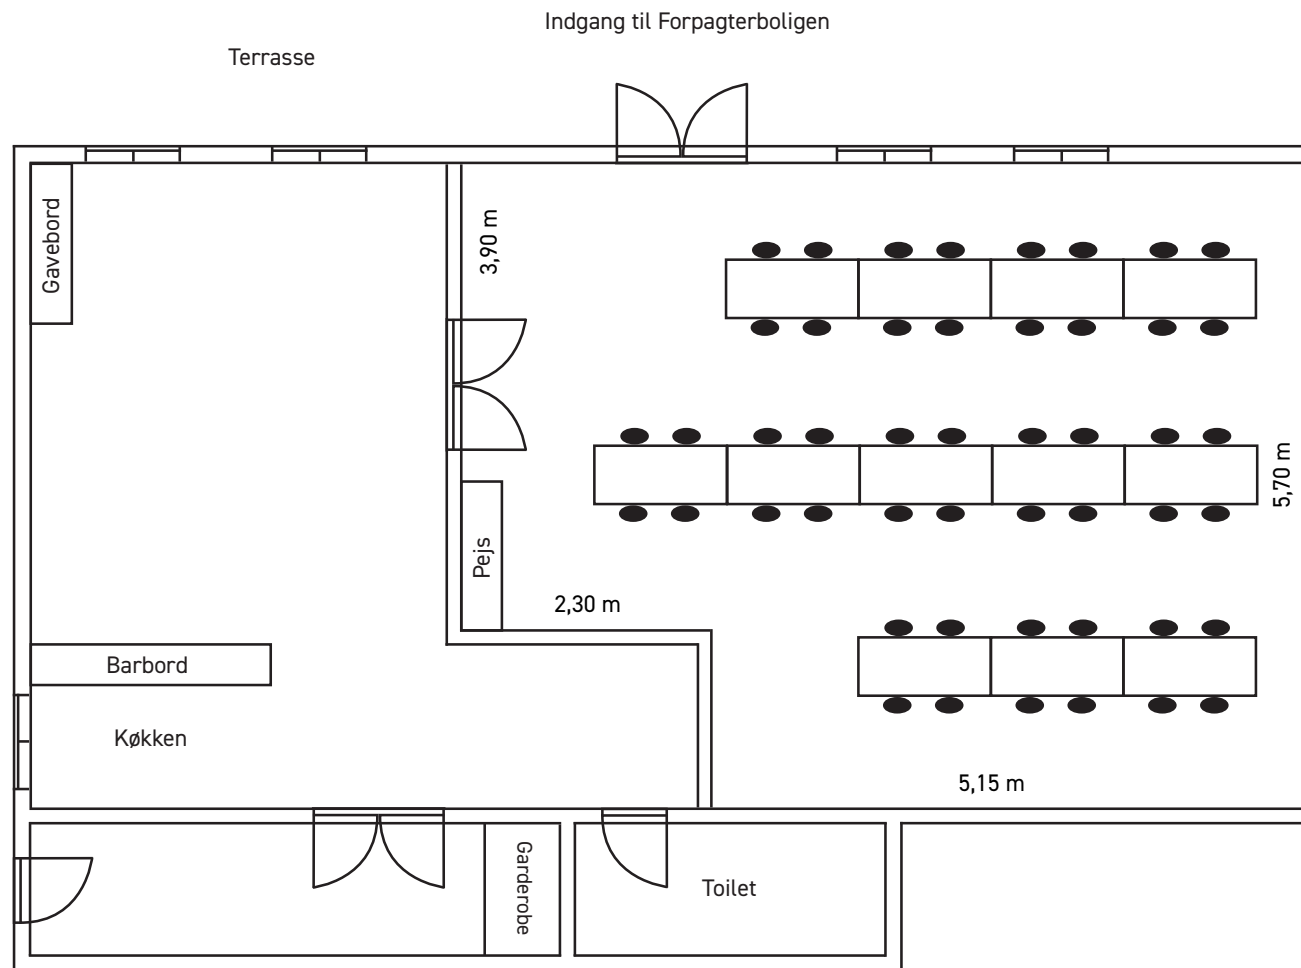 Indgang til Forpagterboligen
Terrasse
Gavebord
3,90 m
5,70 m
Pejs
2,30 m
Barbord
Køkken
5,15 m
Garderobe
Toilet